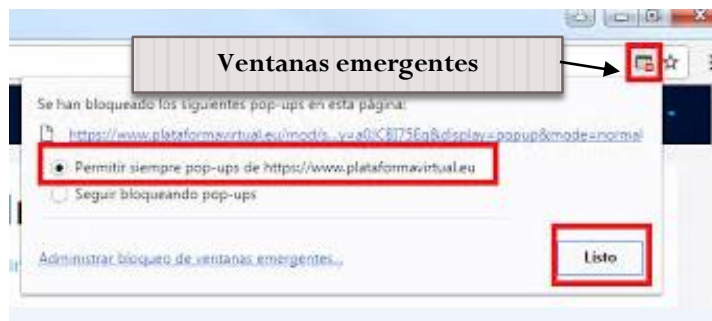 Ventanas emergentes
Se han bloqueado los siguientes pop-ups en esta página:
https://www.plataformavirtual.eu/mod/s...y=a0JCBI75Eq&display=popup&mode=normal
Permitir siempre pop-ups de https://www.plataformavirtual.eu
Seguir bloqueando pop-ups
Administrar bloqueo de ventanas emergentes...
Listo